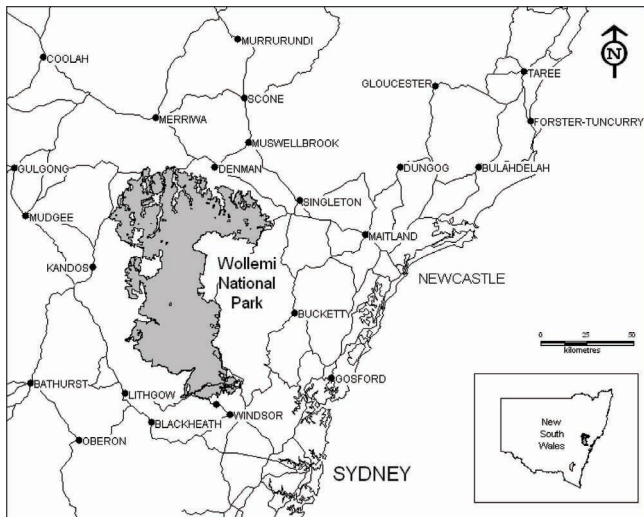 MURRURUNDI
COOLAH
N
TAREE
GLOUCESTER
SCONE
MERRIWA
FORSTER-TUNCURRY
MUSWELLBROOK
GULGONG
DENMAN
DUNGOG
BULAHDELAH
SINGLETON
MUDGEE
MAITLAND
Wollemi
National
Park
KANDOS
NEWCASTLE
BUCKETTY
0 25 50
kilometres
GOSFORD
BATHURST
LITHGOW
WINDSOR
BLACKHEATH
OBERON
New
South
Wales
SYDNEY